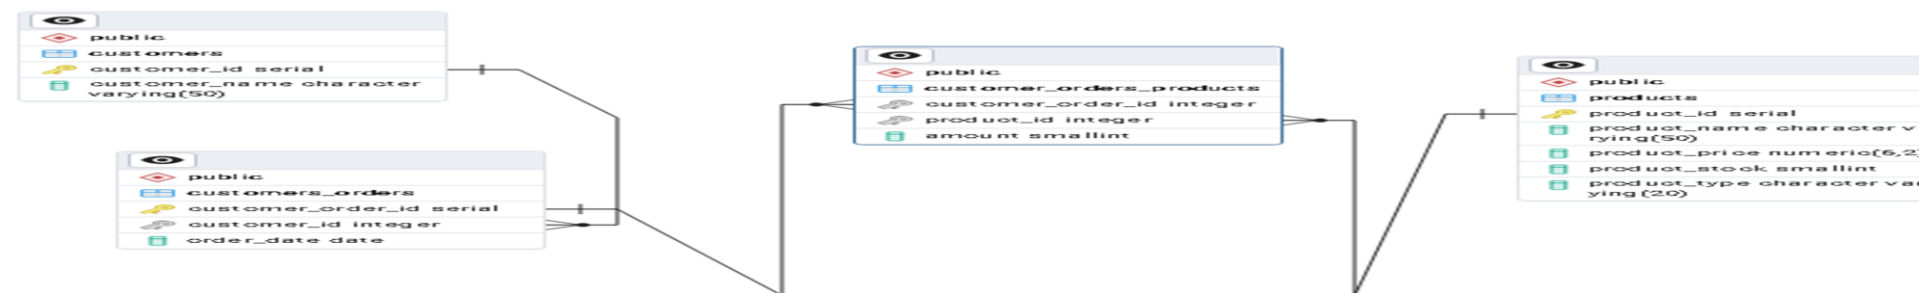 public
customers
customer_id serial
customer_name character
varying(50)
public
customers_orders
customer_order_id serial
customer_id integer
order_date date
public
customer_orders_products
customer_order_id integer
product_id integer
amount smallint
public
products
product_id serial
product_name character v
rying(50)
product_price numeric(6,2
product_stock smallint
product_type character var
ying(20)